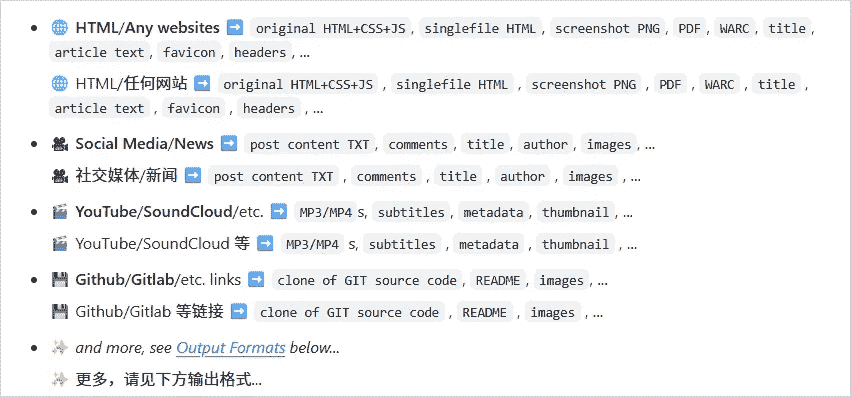 🌐 HTML/Any websites ➡️ original HTML+CSS+JS, singlefile HTML, screenshot PNG, PDF, WARC, title,
article text, favicon, headers, ...
🌐 HTML/任何网站 ➡️ original HTML+CSS+JS , singlefile HTML , screenshot PNG , PDF , WARC , title ,
article text , favicon , headers , ...
🎥 Social Media/News ➡️ post content TXT, comments, title, author, images, ...
🎥 社交媒体/新闻 ➡️ post content TXT , comments , title , author , images , ...
🎬 YouTube/SoundCloud/etc. ➡️ MP3/MP4 s, subtitles, metadata, thumbnail, ...
🎬 YouTube/SoundCloud 等 ➡️ MP3/MP4 s, subtitles , metadata , thumbnail , ...
💾 Github/Gitlab/etc. links ➡️ clone of GIT source code, README, images, ...
💾 Github/Gitlab 等链接 ➡️ clone of GIT source code , README , images , ...
✨ and more, see Output Formats below...
✨ 更多，请见下方输出格式...